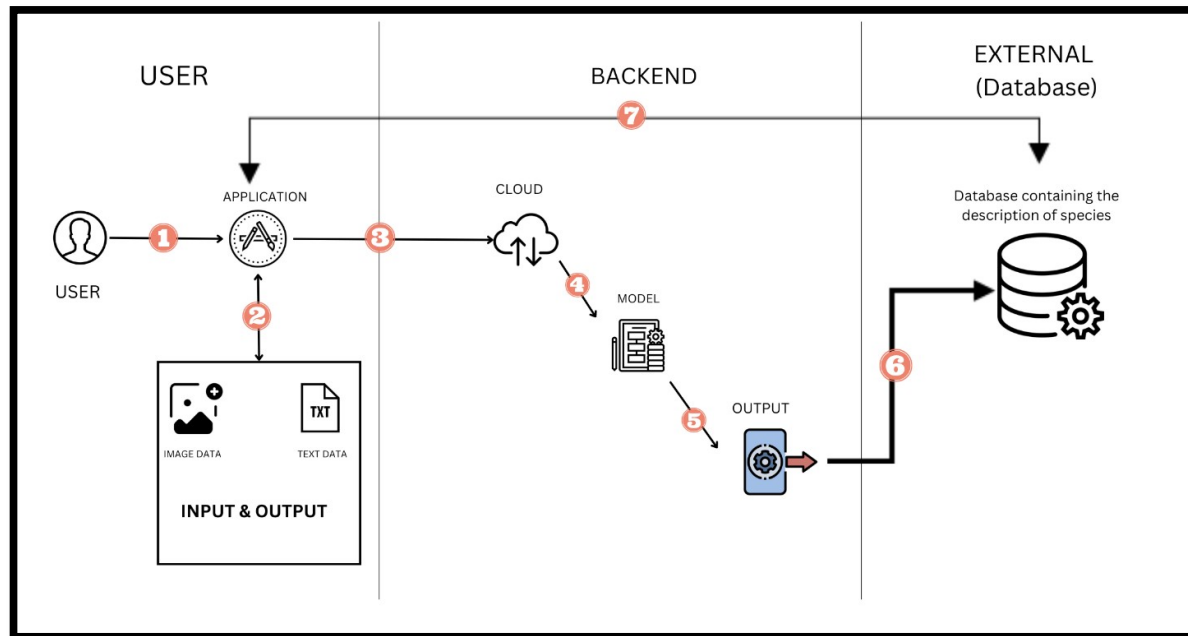 USER
BACKEND
EXTERNAL
(Database)
7
APPLICATION
CLOUD
Database containing the
description of species
1
3
USER
4
2
MODEL
6
OUTPUT
5
TXT
IMAGE DATA
TEXT DATA
INPUT & OUTPUT